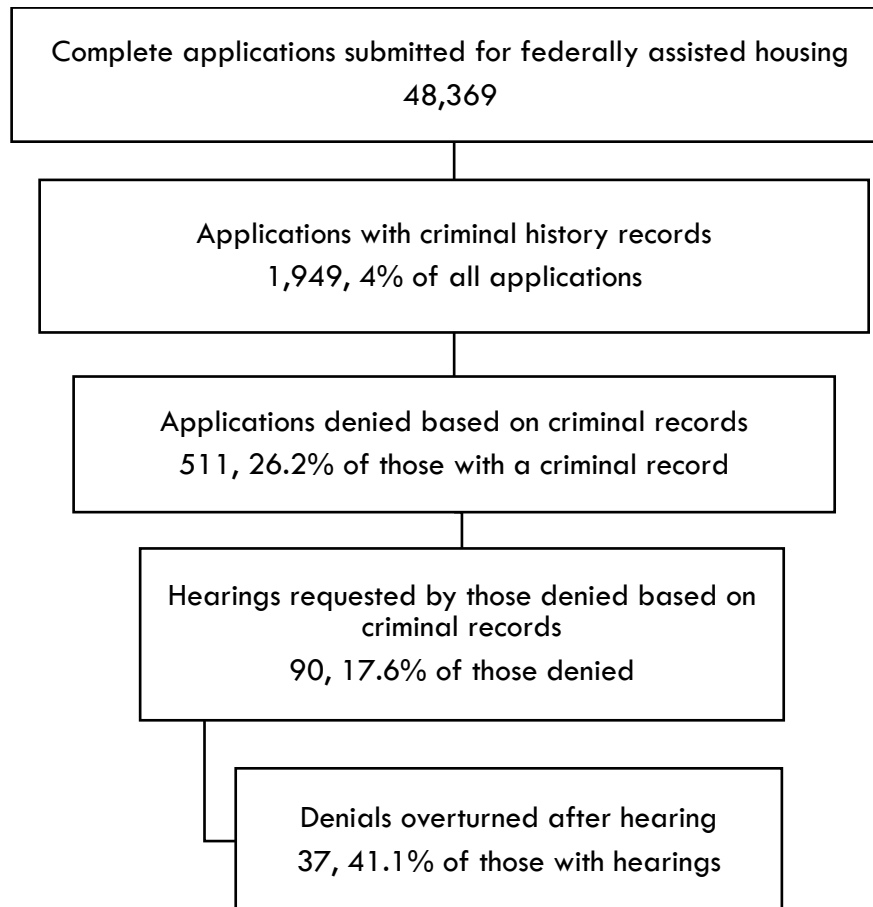 Complete applications submitted for federally assisted housing
48,369
Applications with criminal history records
1,949, 4% of all applications
Applications denied based on criminal records
511, 26.2% of those with a criminal record
Hearings requested by those denied based on
criminal records
90, 17.6% of those denied
Denials overturned after hearing
37, 41.1% of those with hearings